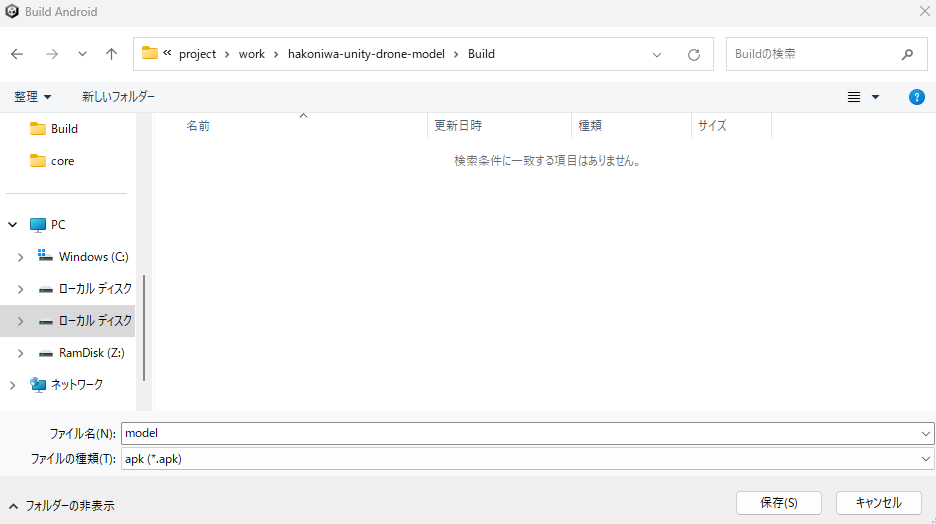 Build Android
« project › work › hakoniwa-unity-drone-model › Build
Buildの検索
整理 新しいフォルダー
?
名前 更新日時 種類 サイズ
検索条件に一致する項目はありません。
Build
core
PC
Windows (C:)
ローカル ディスク
ローカル ディスク
RamDisk (Z:)
ネットワーク
ファイル名(N): model
ファイルの種類(T): apk (*.apk)
フォルダーの非表示 保存(S) キャンセル